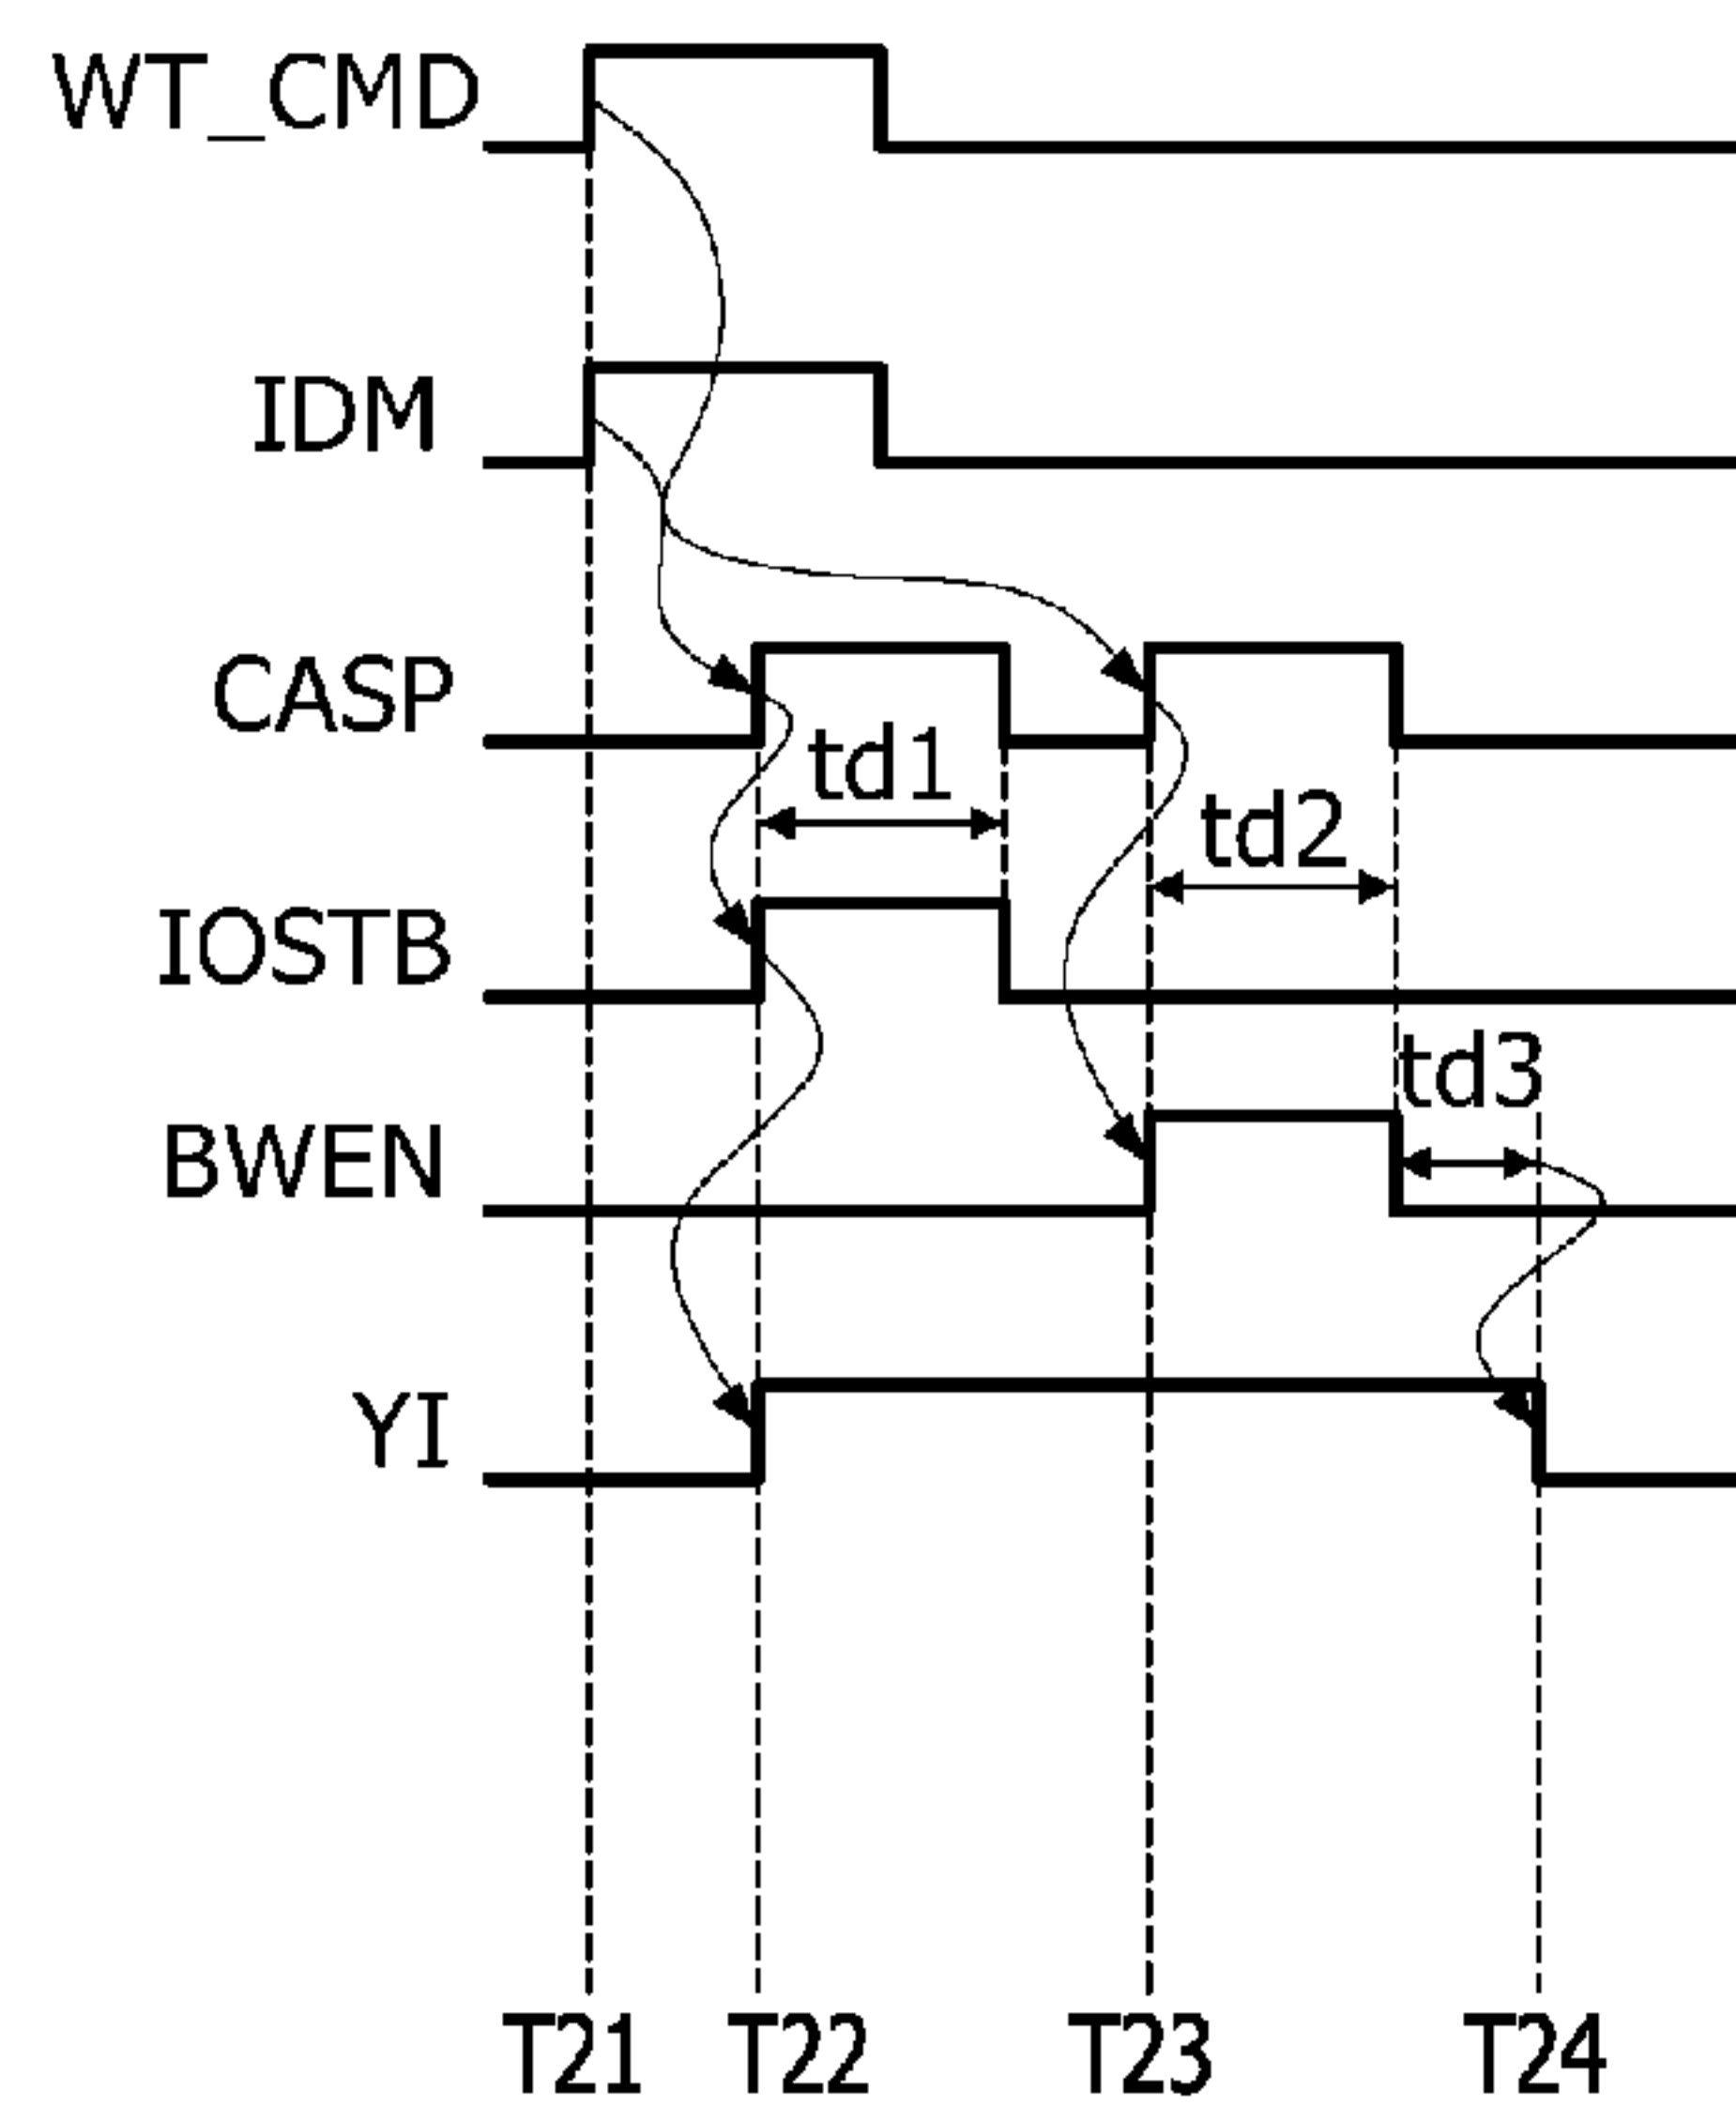 WT_CMD
IDM
CASP
td1
td2
IOSTB
td3
BWEN
YI
T21 T22 T23 T24